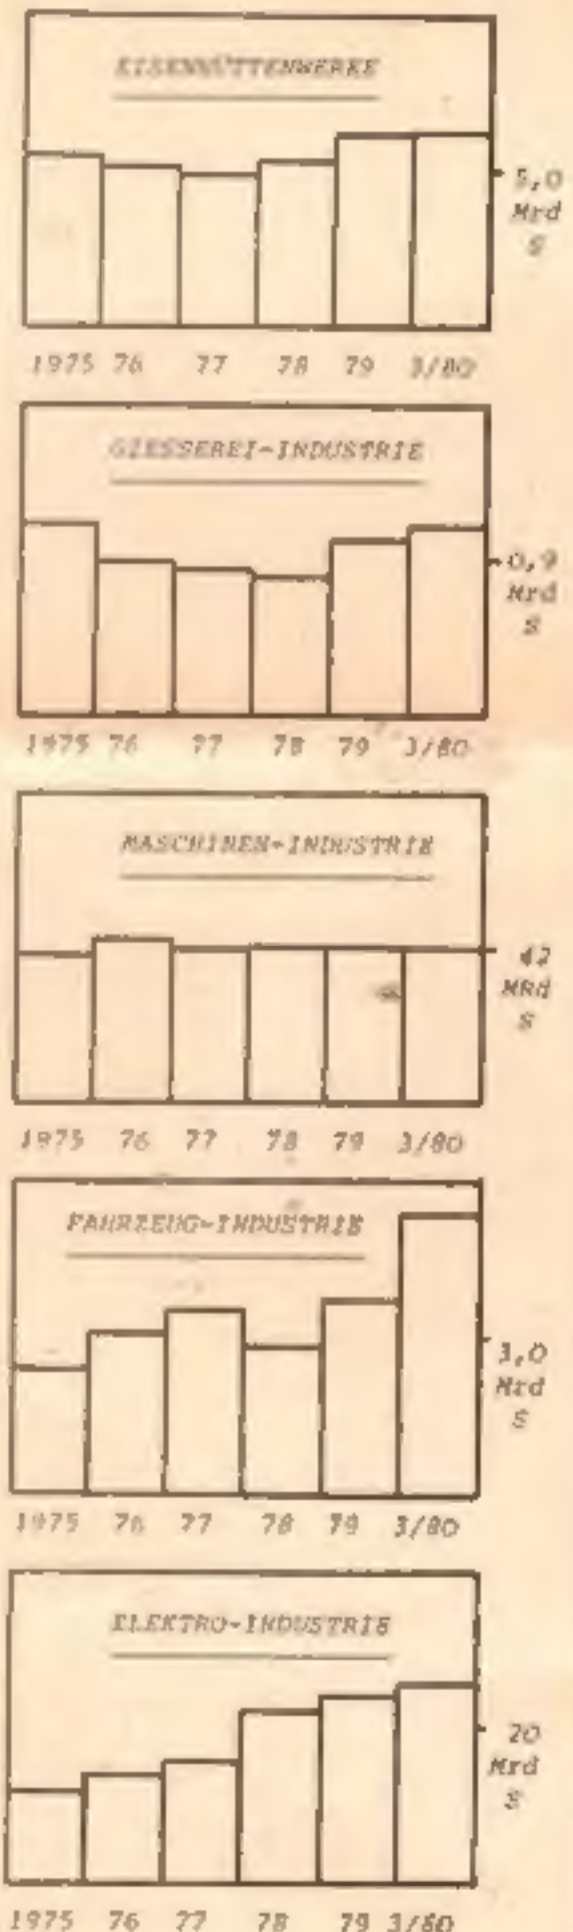 EISENHÜTTENWERKE
5,0
Mrd
S
1975 76 77 78 79 3/80
GIESSEREI-INDUSTRIE
0,9
Mrd
S
1975 76 77 78 79 3/80
MASCHINEN-INDUSTRIE
42
MRd
S
1975 76 77 78 79 3/80
FAHRZEUG-INDUSTRIE
3,0
Mrd
S
1975 76 77 78 79 3/80
ELEKTRO-INDUSTRIE
20
Mrd
S
1975 76 77 78 79 3/80